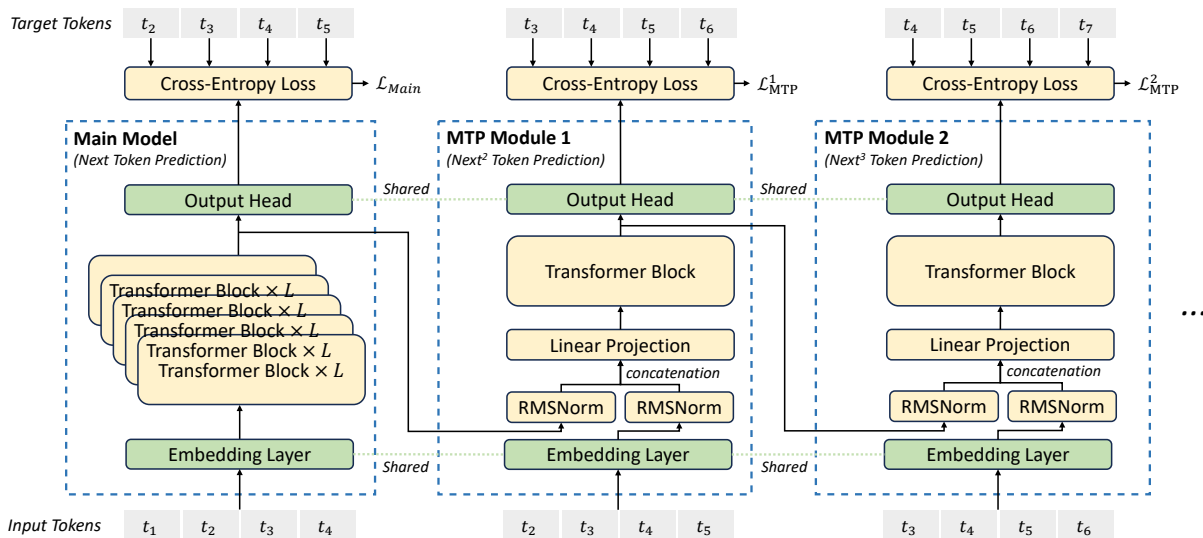 Target Tokens t₂ t₃ t₄ t₅ t₃ t₄ t₅ t₆ t₄ t₅ t₆ t₇
Cross-Entropy Loss ℒ_Main Cross-Entropy Loss ℒ¹_MTP Cross-Entropy Loss ℒ²_MTP
Main Model
(Next Token Prediction)
MTP Module 1
(Next² Token Prediction)
MTP Module 2
(Next³ Token Prediction)
Output Head Shared Output Head Shared Output Head
Transformer Block × L
Transformer Block × L
Transformer Block × L
Transformer Block × L
Transformer Block × L
Transformer Block
Transformer Block
...
Linear Projection
Linear Projection
concatenation
concatenation
RMSNorm RMSNorm
RMSNorm RMSNorm
Embedding Layer Shared Embedding Layer Shared Embedding Layer
Input Tokens t₁ t₂ t₃ t₄ t₂ t₃ t₄ t₅ t₃ t₄ t₅ t₆